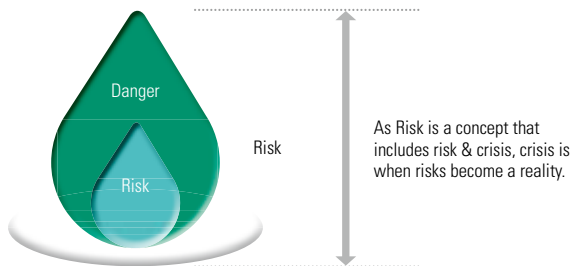 Danger
Risk
Risk
As Risk is a concept that
includes risk & crisis, crisis is
when risks become a reality.